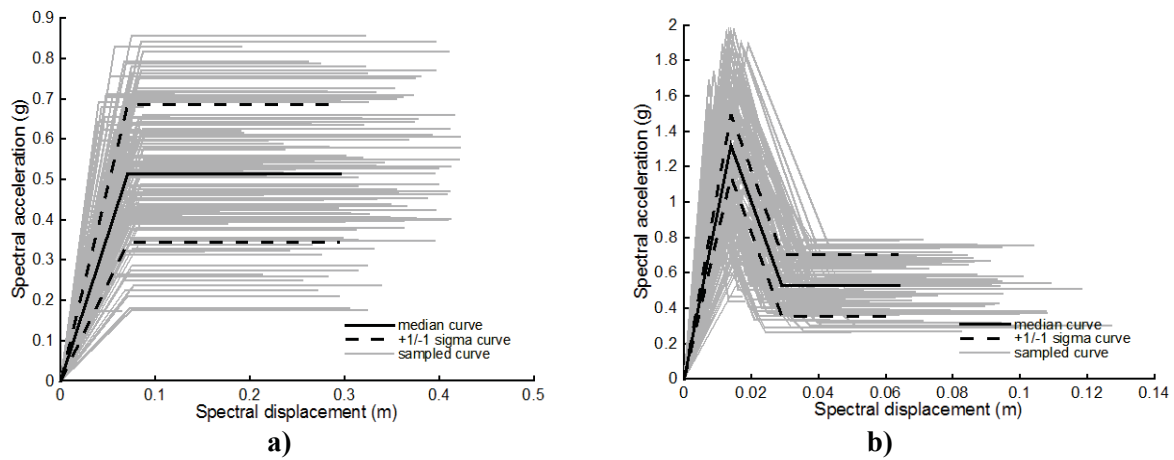 0.9
0.8
0.7
0.6
0.5
0.4
0.3
0.2
0.1
0
Spectral acceleration (g)
median curve
+1/-1 sigma curve
sampled curve
0 0.1 0.2 0.3 0.4 0.5
Spectral displacement (m)
a)
2
1.8
1.6
1.4
1.2
1
0.8
0.6
0.4
0.2
0
Spectral acceleration (g)
median curve
+1/-1 sigma curve
sampled curve
0 0.02 0.04 0.06 0.08 0.1 0.12 0.14
Spectral displacement (m)
b)